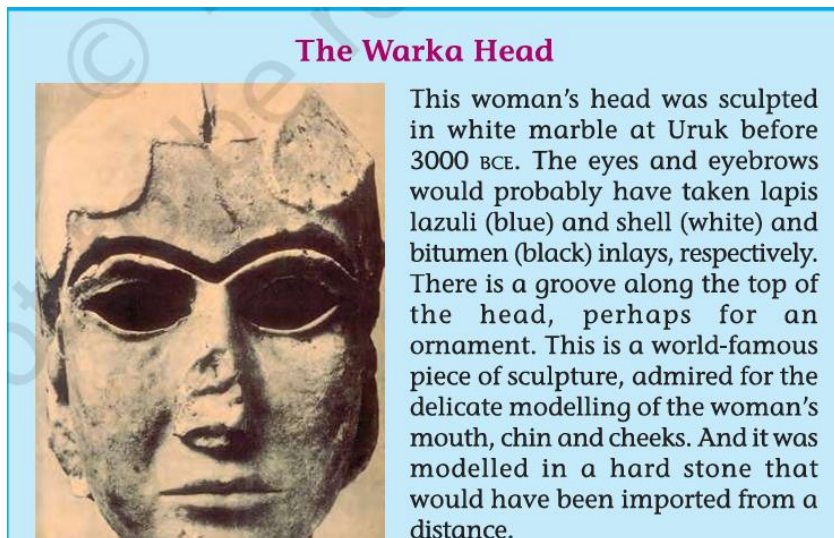 The Warka Head
This woman's head was sculpted
in white marble at Uruk before
3000 BCE. The eyes and eyebrows
would probably have taken lapis
lazuli (blue) and shell (white) and
bitumen (black) inlays, respectively.
There is a groove along the top of
the head, perhaps for an
ornament. This is a world-famous
piece of sculpture, admired for the
delicate modelling of the woman's
mouth, chin and cheeks. And it was
modelled in a hard stone that
would have been imported from a
distance.